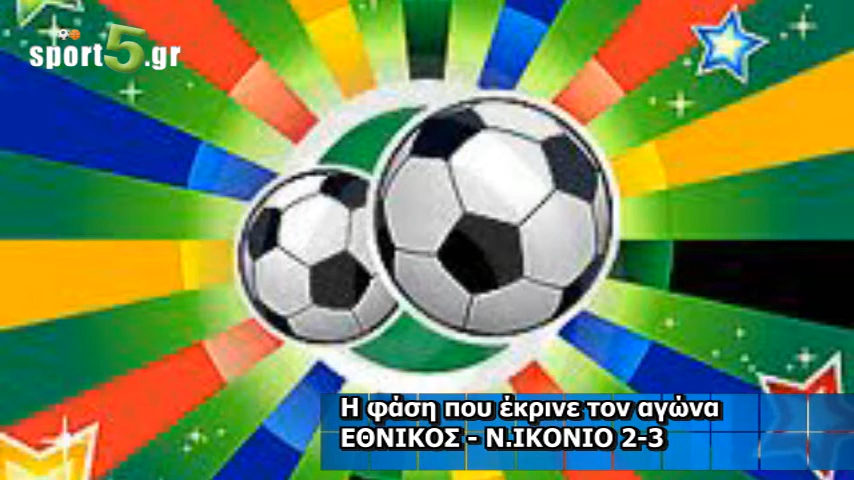 sport5.gr
Η φάση που έκρινε τον αγώνα
ΕΘΝΙΚΟΣ - Ν.ΙΚΟΝΙΟ 2-3